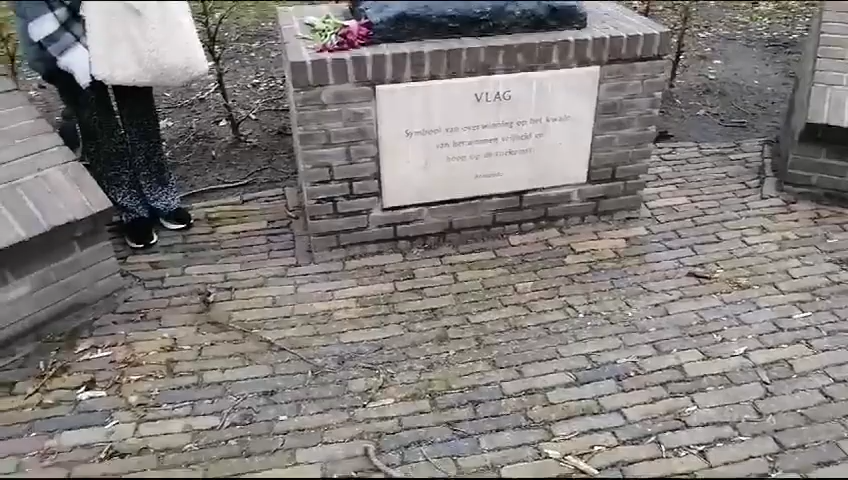 VLAG
Symbool van overwinning op het kwade
van herwonnen vrijheid en
hoop op de toekomst